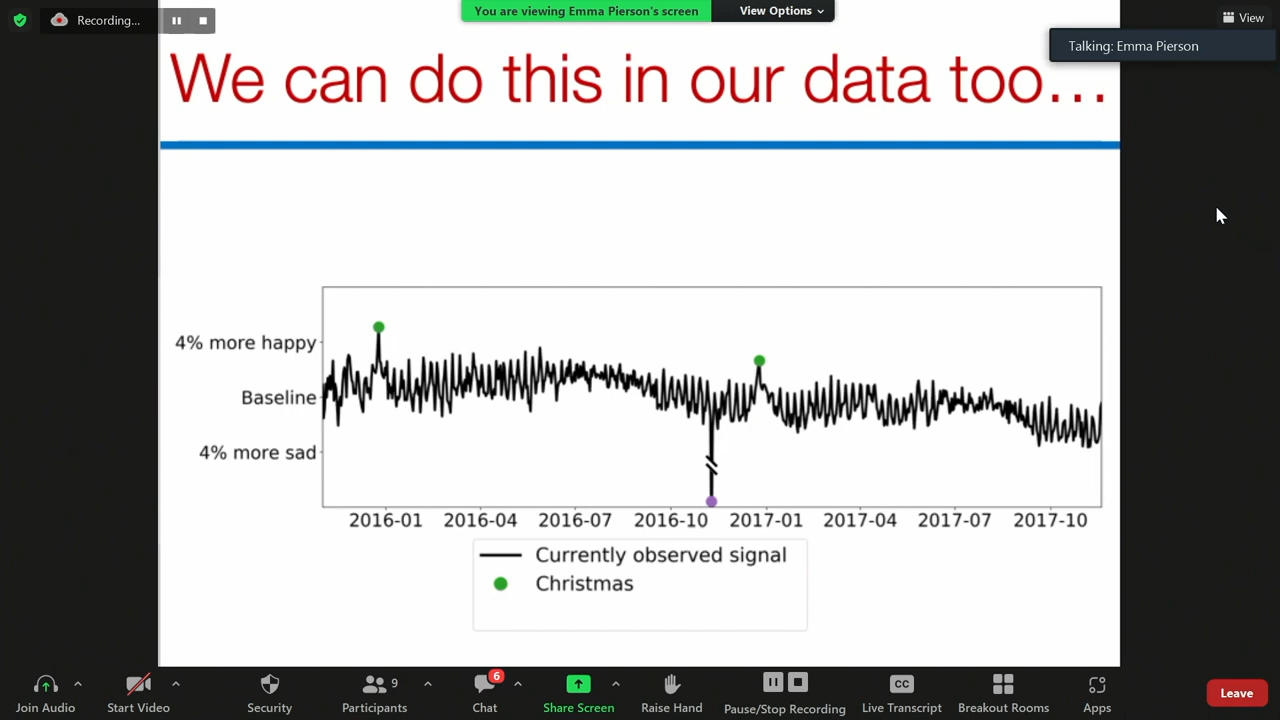 Recording...
You are viewing Emma Pierson's screen
View Options
View
Talking: Emma Pierson
We can do this in our data too...
4% more happy
Baseline
4% more sad
2016-01 2016-04 2016-07 2016-10 2017-01 2017-04 2017-07 2017-10
Currently observed signal
Christmas
Join Audio
Start Video
Security
9
Participants
6
Chat
Share Screen
Raise Hand
Pause/Stop Recording
CC
Live Transcript
Breakout Rooms
Apps
Leave